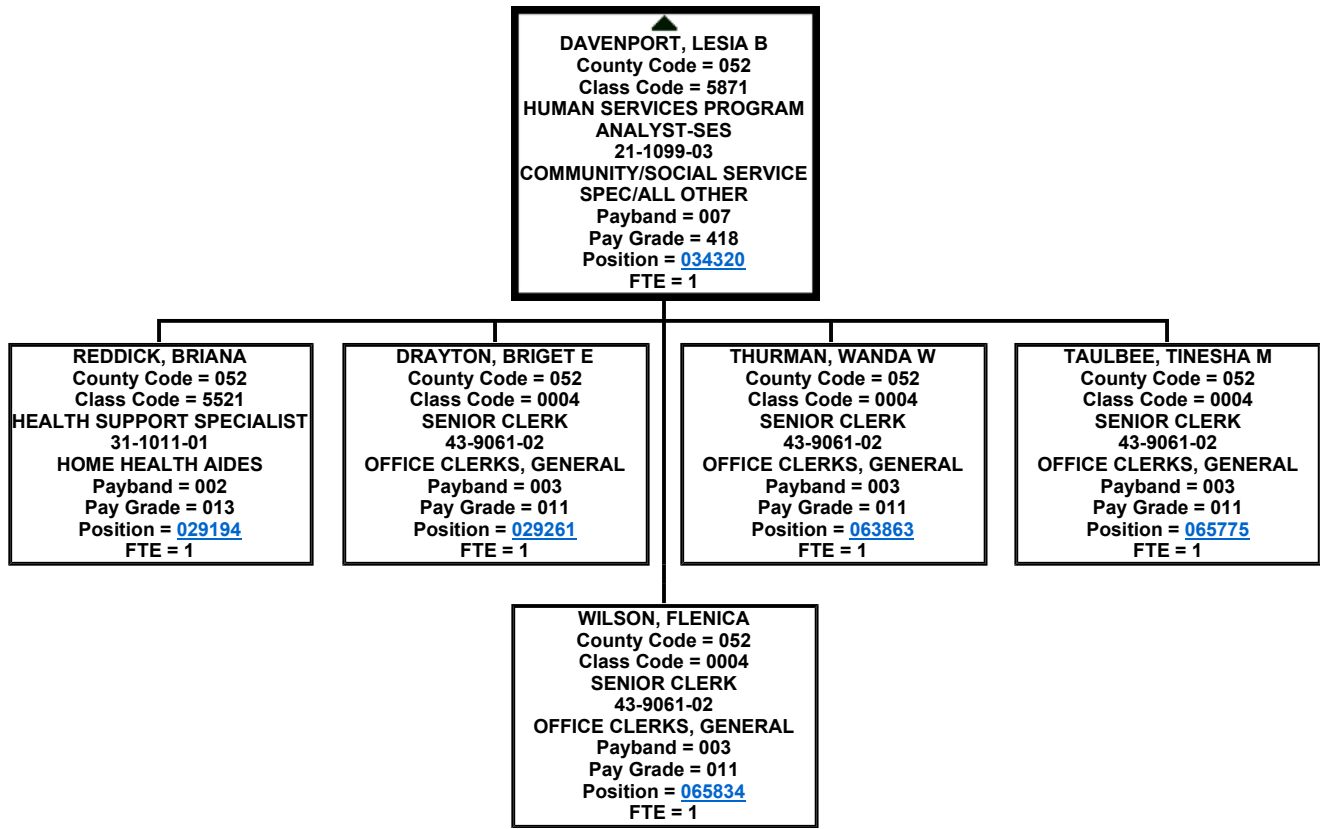 DAVENPORT, LESIA B
County Code = 052
Class Code = 5871
HUMAN SERVICES PROGRAM
ANALYST-SES
21-1099-03
COMMUNITY/SOCIAL SERVICE
SPEC/ALL OTHER
Payband = 007
Pay Grade = 418
Position = 034320
FTE = 1
REDDICK, BRIANA
County Code = 052
Class Code = 5521
HEALTH SUPPORT SPECIALIST
31-1011-01
HOME HEALTH AIDES
Payband = 002
Pay Grade = 013
Position = 029194
FTE = 1
DRAYTON, BRIGET E
County Code = 052
Class Code = 0004
SENIOR CLERK
43-9061-02
OFFICE CLERKS, GENERAL
Payband = 003
Pay Grade = 011
Position = 029261
FTE = 1
THURMAN, WANDA W
County Code = 052
Class Code = 0004
SENIOR CLERK
43-9061-02
OFFICE CLERKS, GENERAL
Payband = 003
Pay Grade = 011
Position = 063863
FTE = 1
TAULBEE, TINESHA M
County Code = 052
Class Code = 0004
SENIOR CLERK
43-9061-02
OFFICE CLERKS, GENERAL
Payband = 003
Pay Grade = 011
Position = 065775
FTE = 1
WILSON, FLENICA
County Code = 052
Class Code = 0004
SENIOR CLERK
43-9061-02
OFFICE CLERKS, GENERAL
Payband = 003
Pay Grade = 011
Position = 065834
FTE = 1